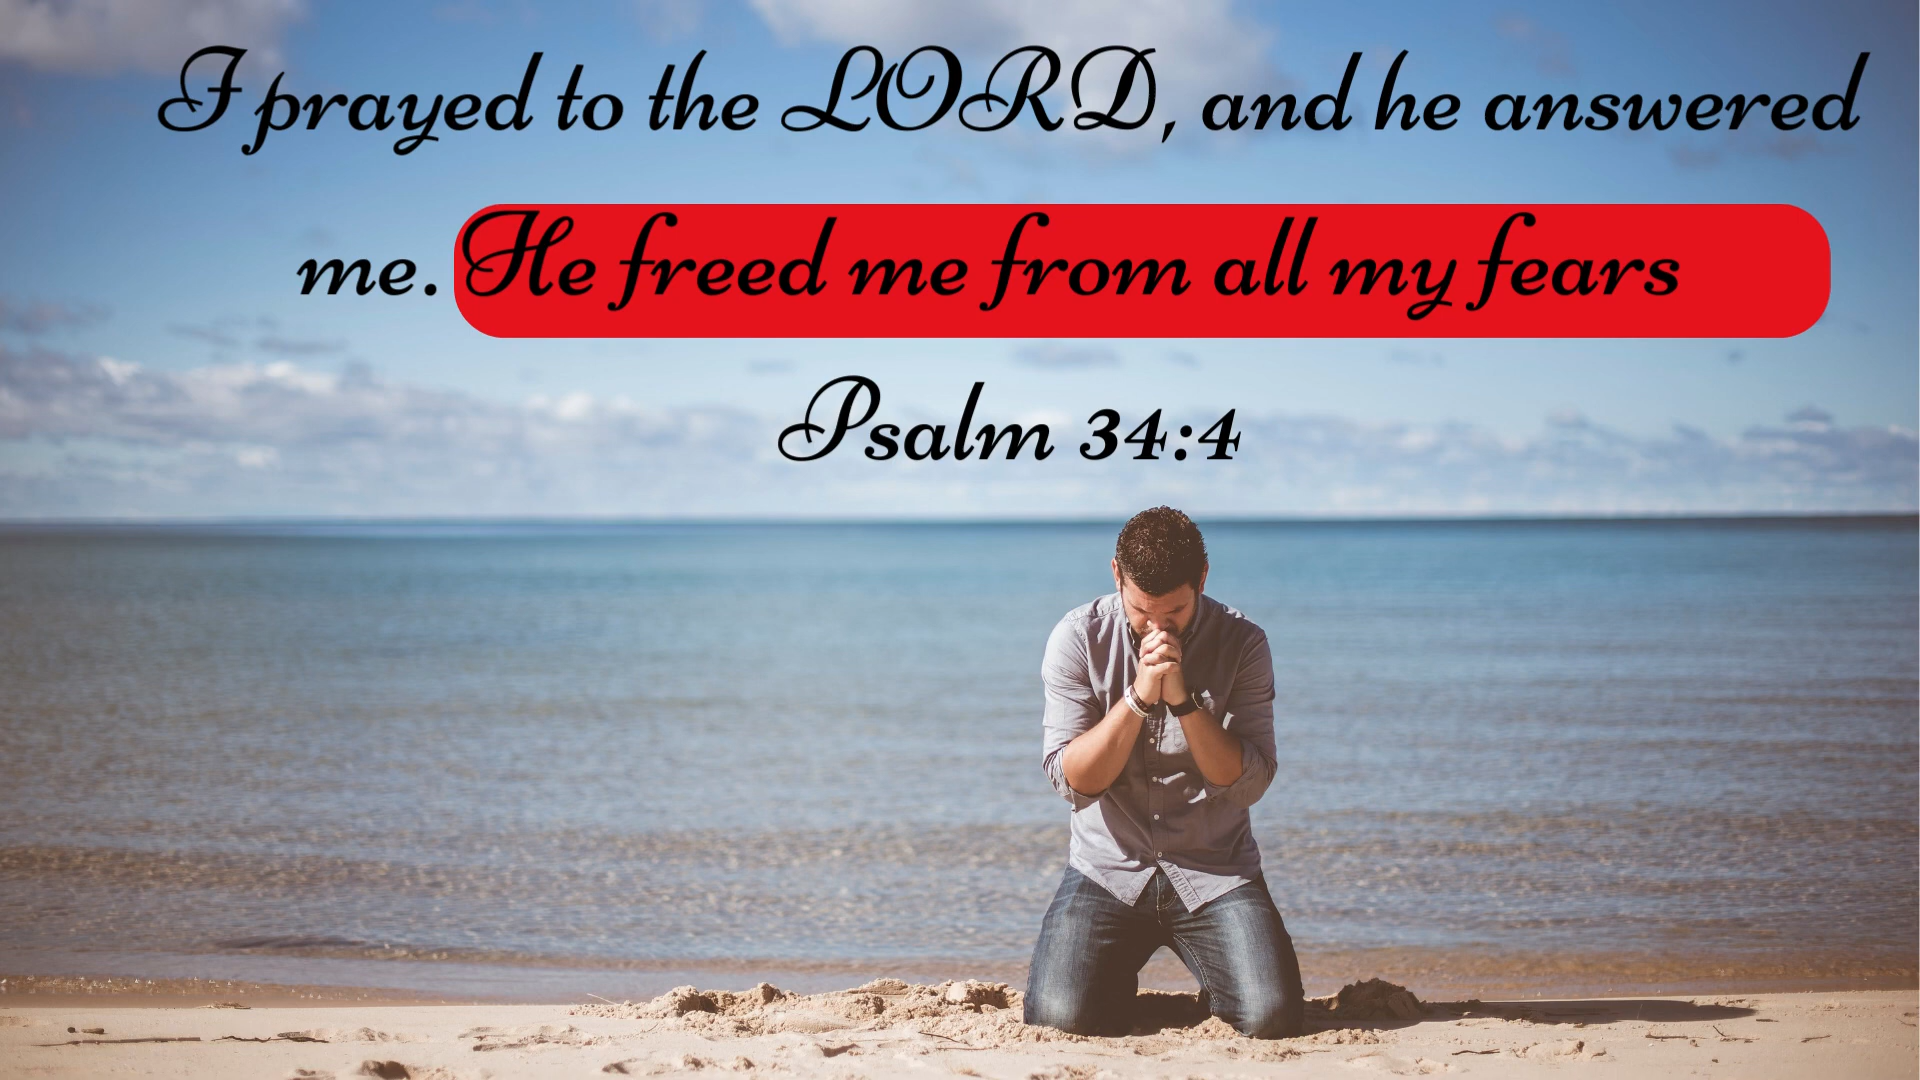 I prayed to the LORD, and he answered
me. He freed me from all my fears
Psalm 34:4